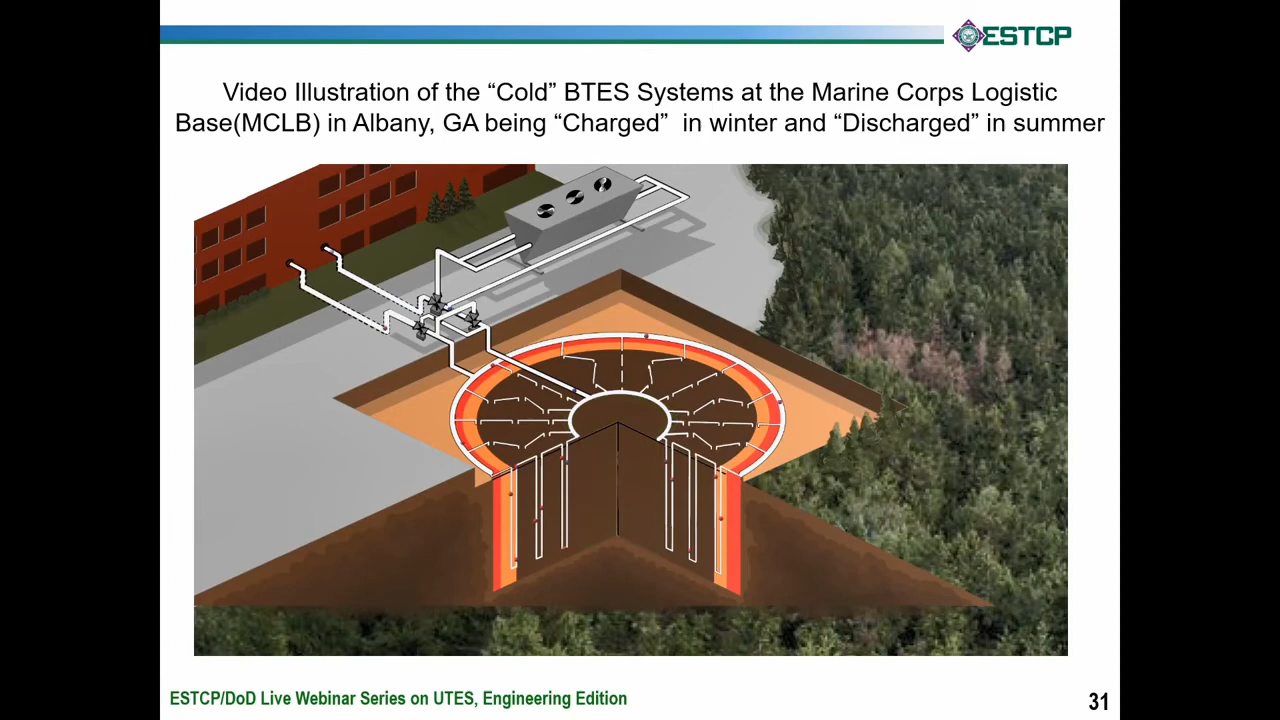 ESTCP
Video Illustration of the “Cold” BTES Systems at the Marine Corps Logistic
Base(MCLB) in Albany, GA being “Charged”  in winter and “Discharged” in summer
ESTCP/DoD Live Webinar Series on UTES, Engineering Edition
31